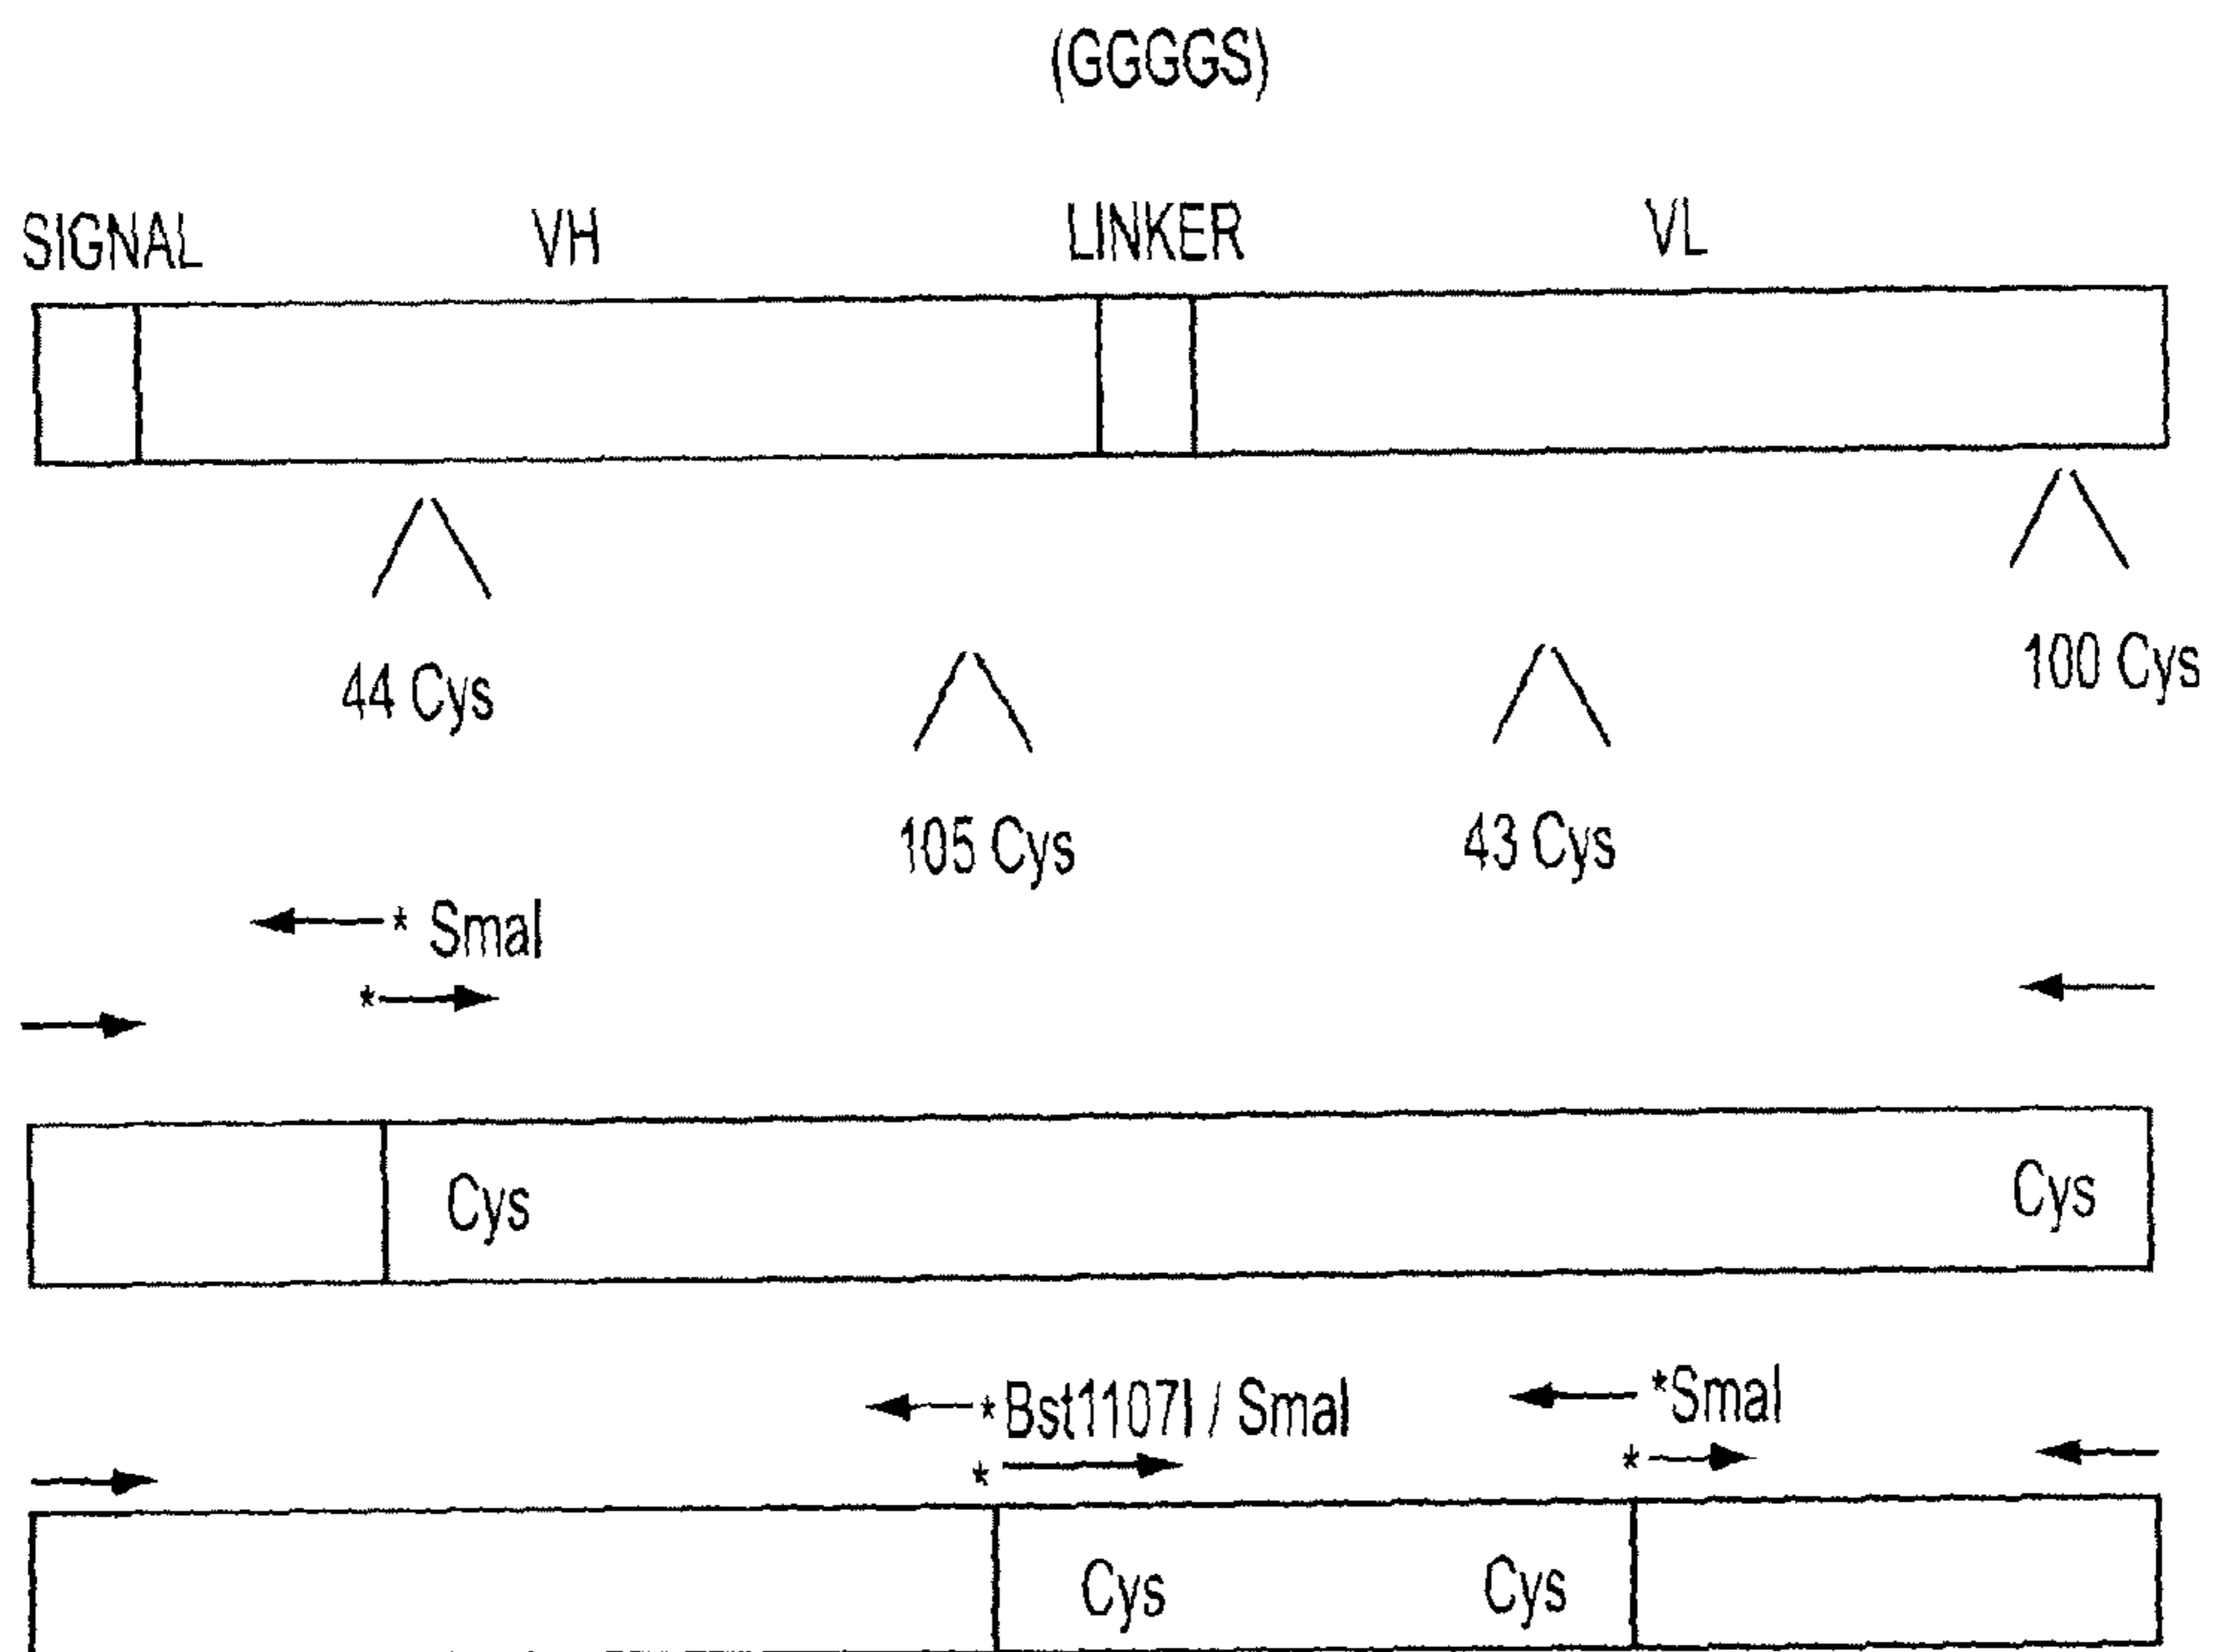 (GGGGS)
SIGNAL VH LINKER VL
44 Cys 100 Cys
105 Cys 43 Cys
* SmaI
*
Cys Cys
*Bst1107I / SmaI *SmaI
* *
Cys Cys